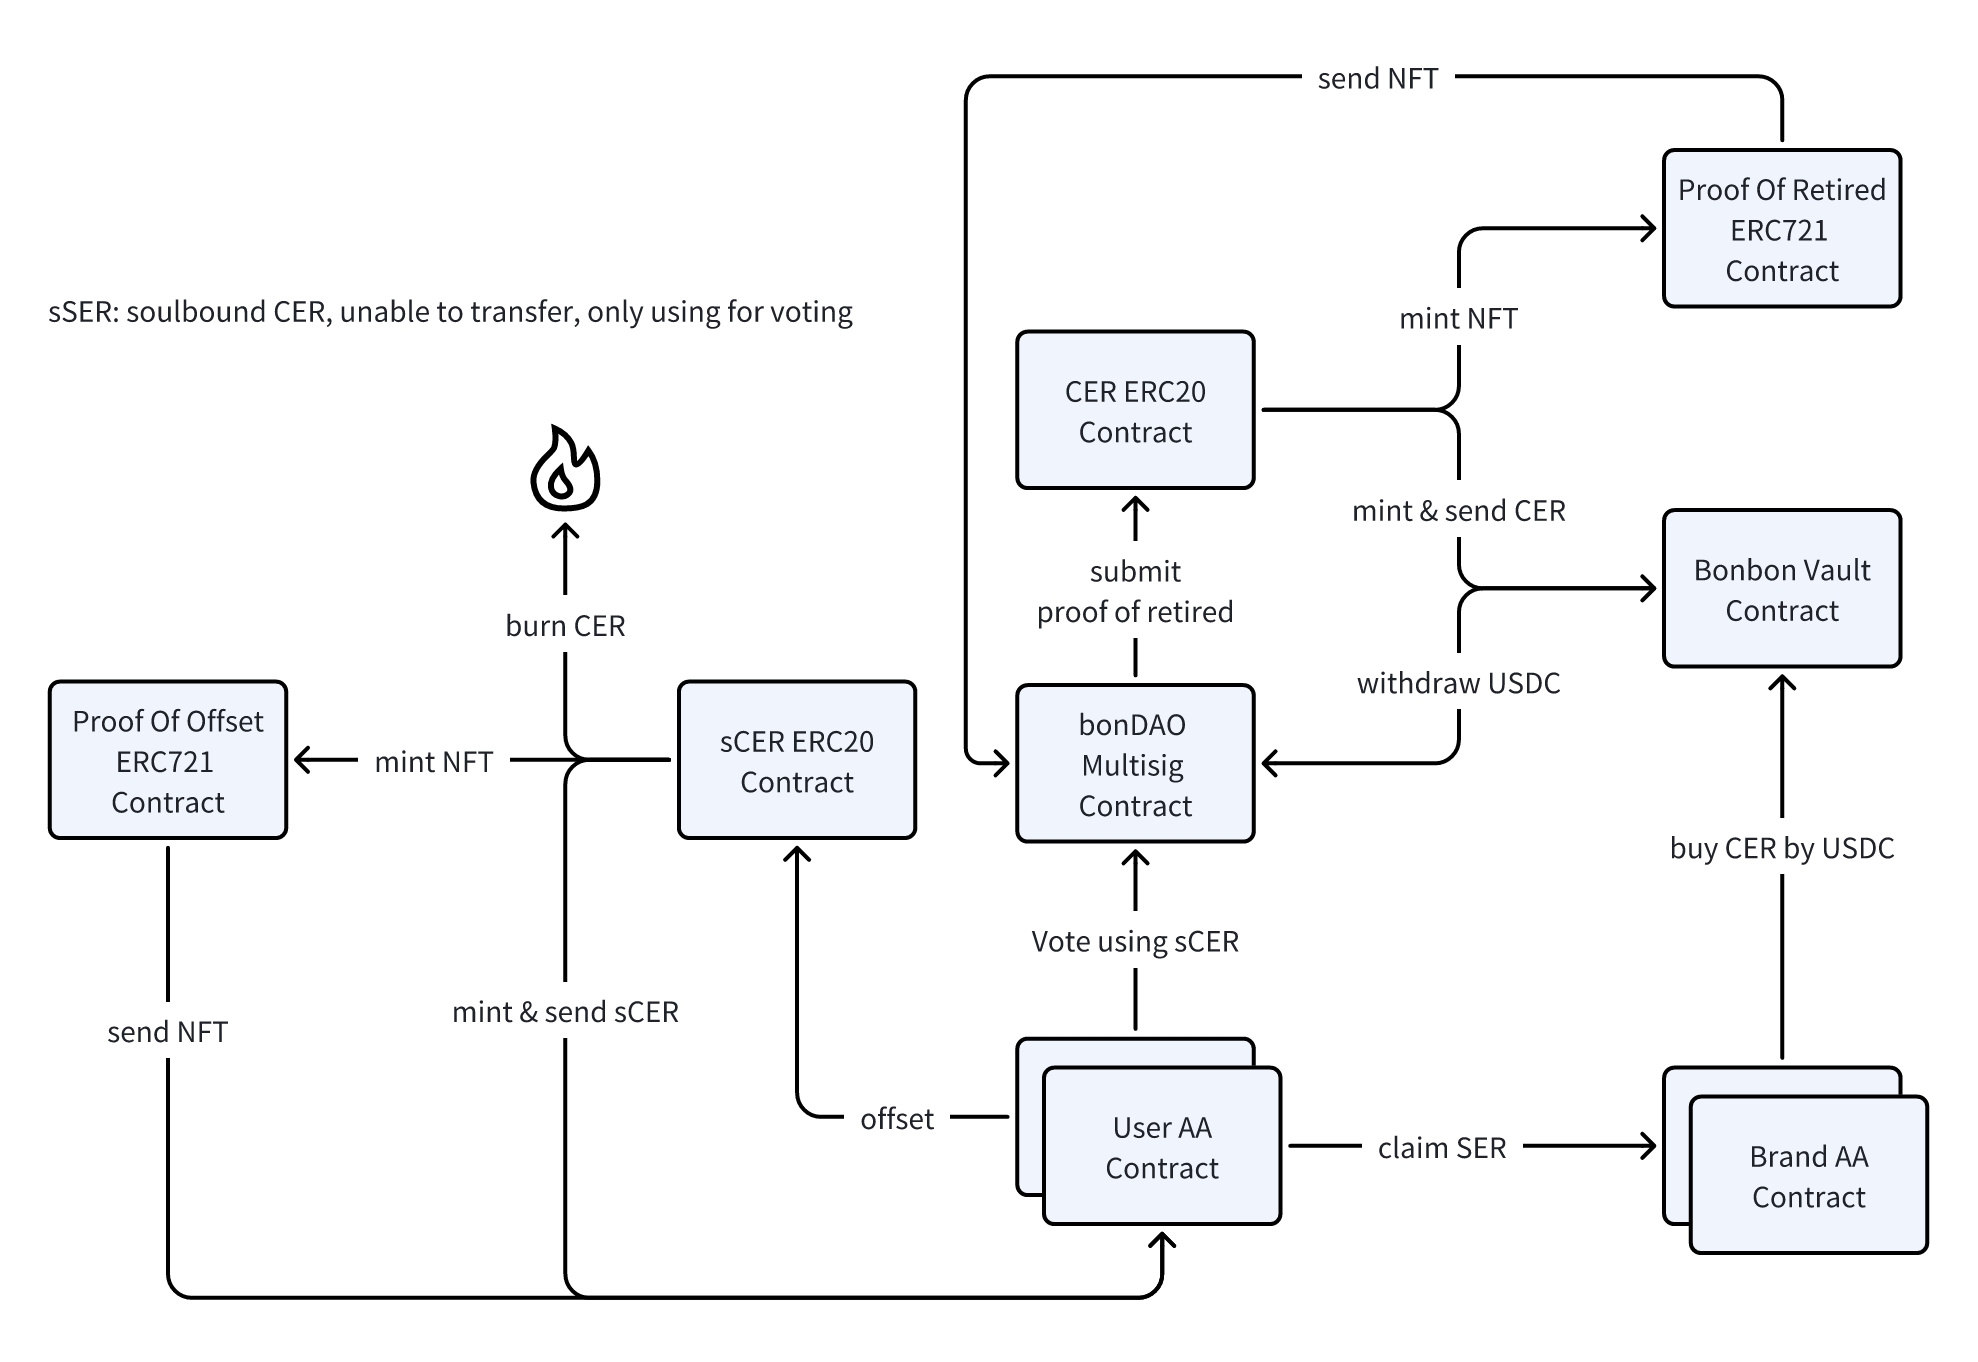 send NFT
Proof Of Retired
ERC721
Contract
mint NFT
sSER: soulbound CER, unable to transfer, only using for voting
CER ERC20
Contract
mint & send CER
Bonbon Vault
Contract
submit
proof of retired
burn CER
withdraw USDC
Proof Of Offset
ERC721
Contract
mint NFT
sCER ERC20
Contract
bonDAO
Multisig
Contract
buy CER by USDC
Vote using sCER
mint & send sCER
send NFT
offset
User AA
Contract
claim SER
Brand AA
Contract